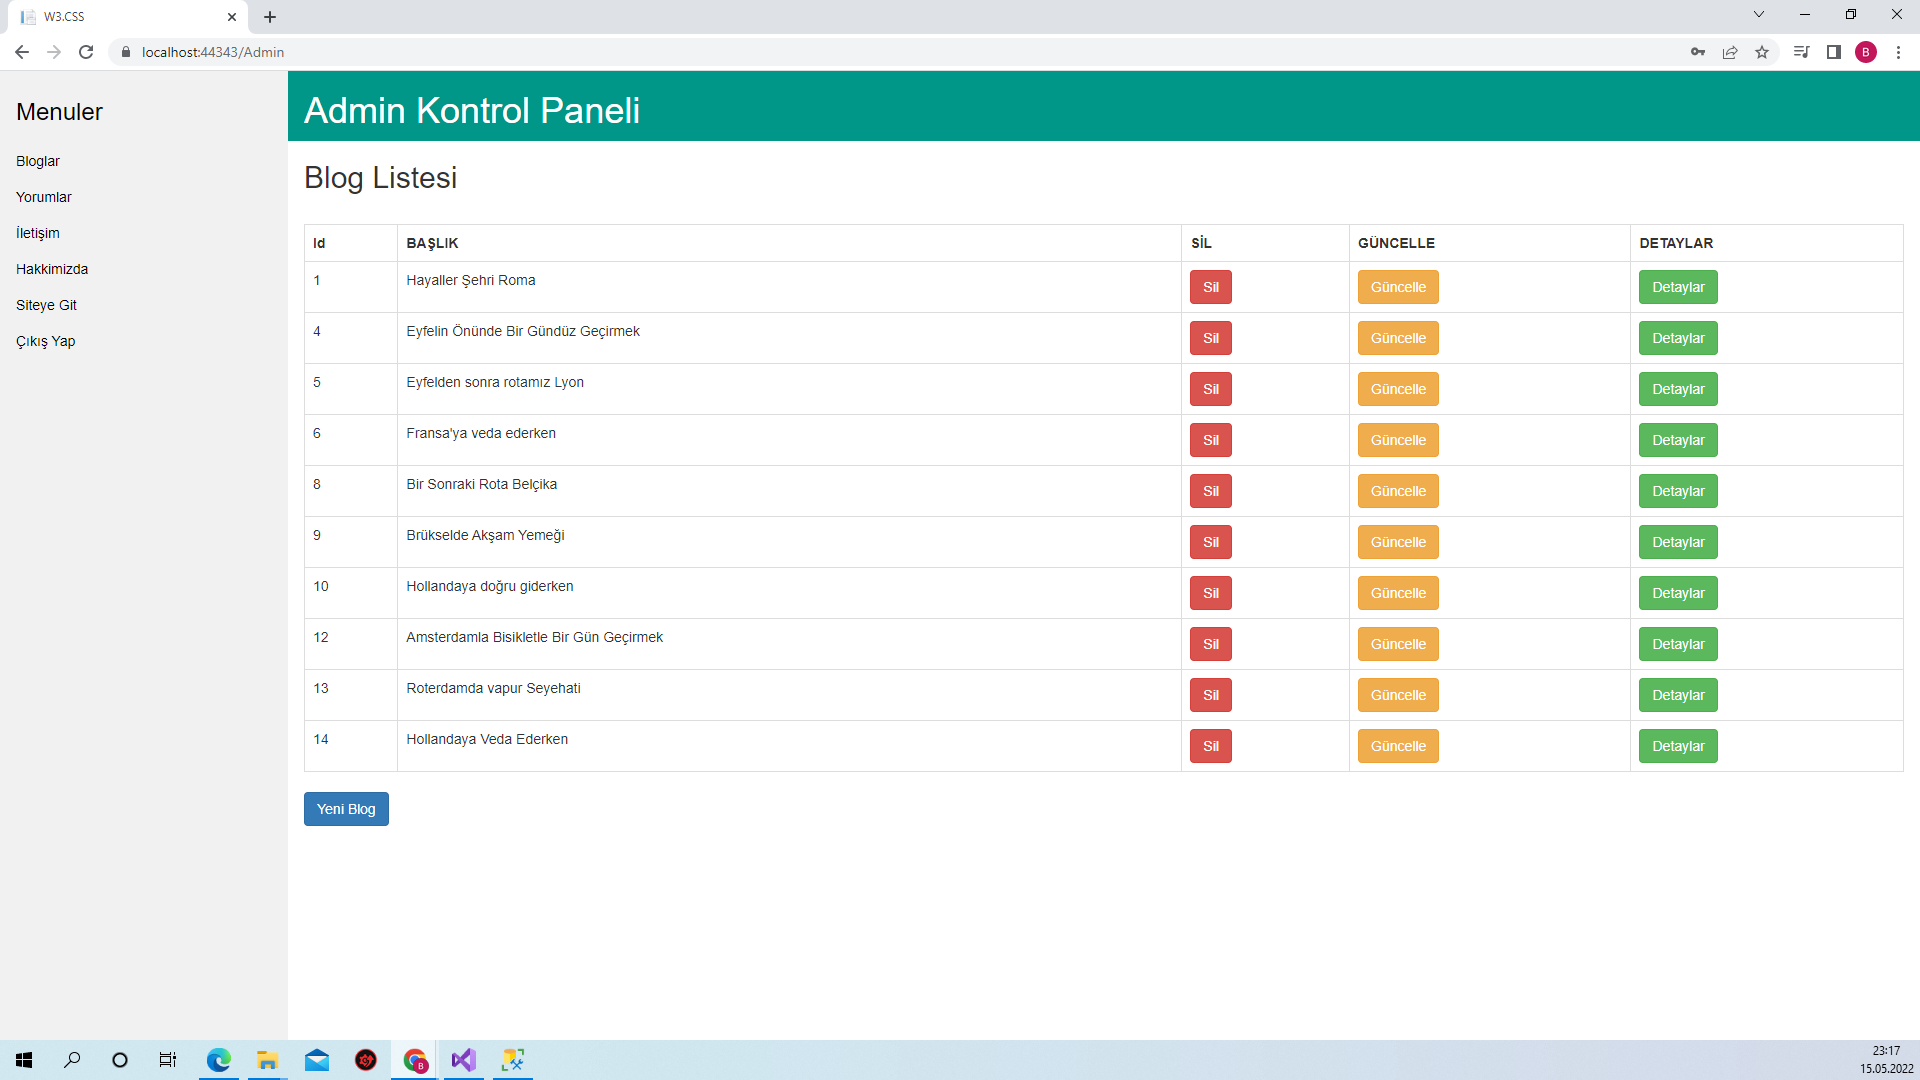 W3.CSS
localhost:44343/Admin
B
Menuler
Bloglar
Yorumlar
İletişim
Hakkimizda
Siteye Git
Çıkış Yap
Admin Kontrol Paneli
Blog Listesi
Id BAŞLIK SİL GÜNCELLE DETAYLAR
1 Hayaller Şehri Roma Sil Güncelle Detaylar
4 Eyfelin Önünde Bir Gündüz Geçirmek Sil Güncelle Detaylar
5 Eyfelden sonra rotamız Lyon Sil Güncelle Detaylar
6 Fransa'ya veda ederken Sil Güncelle Detaylar
8 Bir Sonraki Rota Belçika Sil Güncelle Detaylar
9 Brükselde Akşam Yemeği Sil Güncelle Detaylar
10 Hollandaya doğru giderken Sil Güncelle Detaylar
12 Amsterdamla Bisikletle Bir Gün Geçirmek Sil Güncelle Detaylar
13 Roterdamda vapur Seyehati Sil Güncelle Detaylar
14 Hollandaya Veda Ederken Sil Güncelle Detaylar
Yeni Blog
B
23:17
15.05.2022